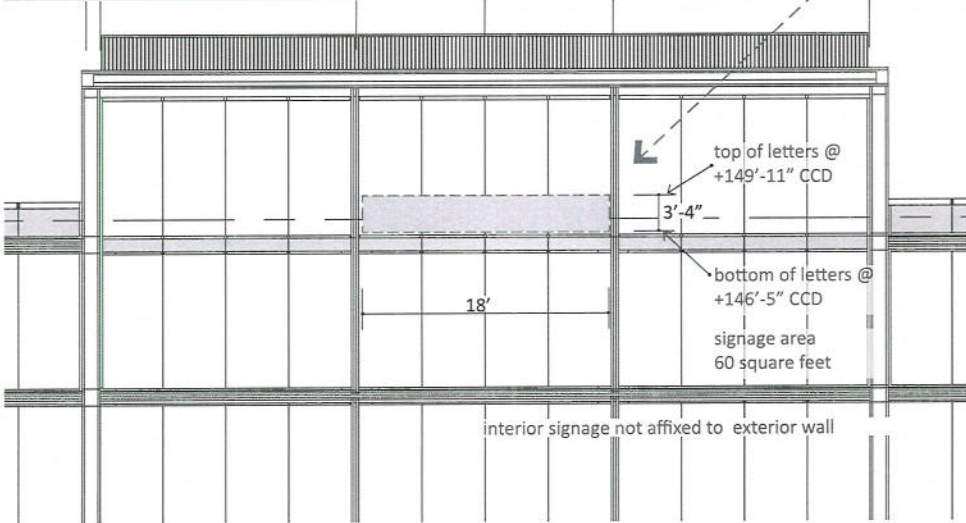 top of letters @
+149’-11” CCD
3’-4”
bottom of letters @
+146’-5” CCD
18’
signage area
60 square feet
interior signage not affixed to exterior wall